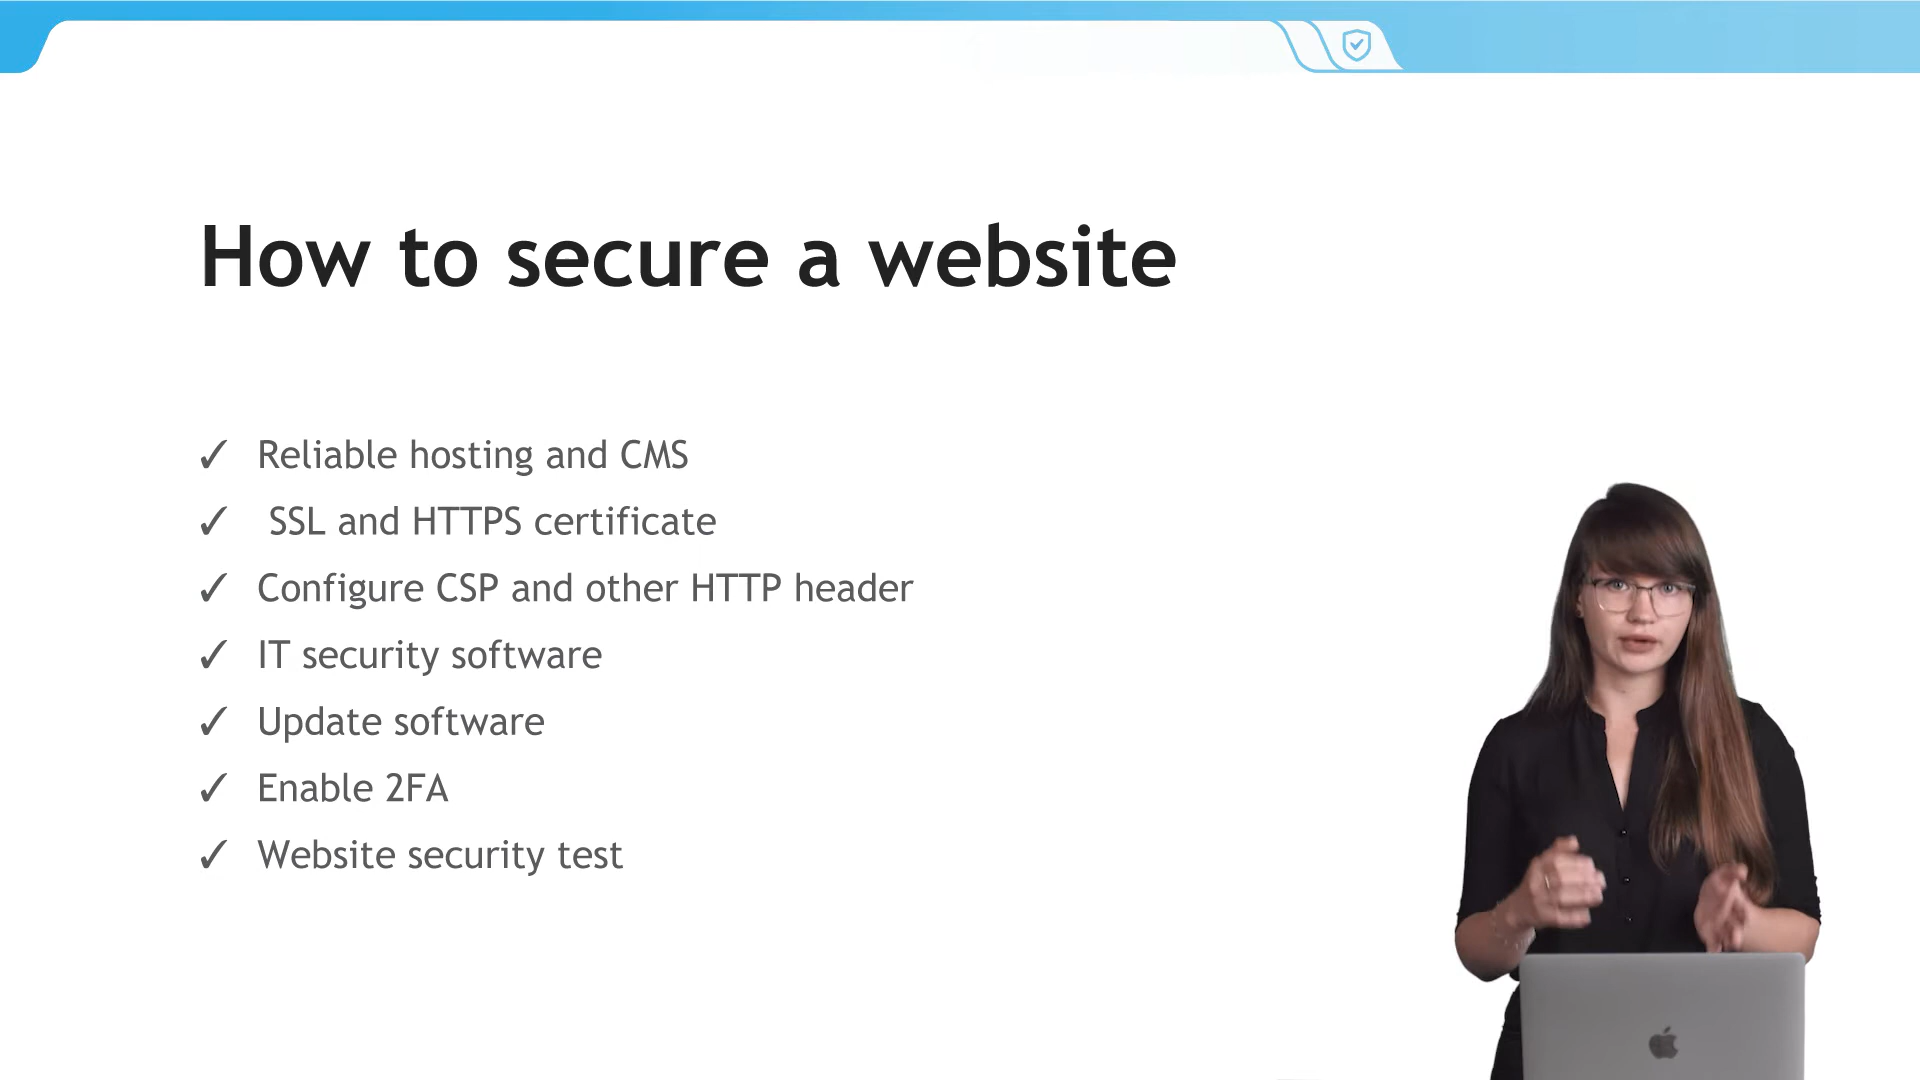 How to secure a website
✓ Reliable hosting and CMS
✓ SSL and HTTPS certificate
✓ Configure CSP and other HTTP header
✓ IT security software
✓ Update software
✓ Enable 2FA
✓ Website security test